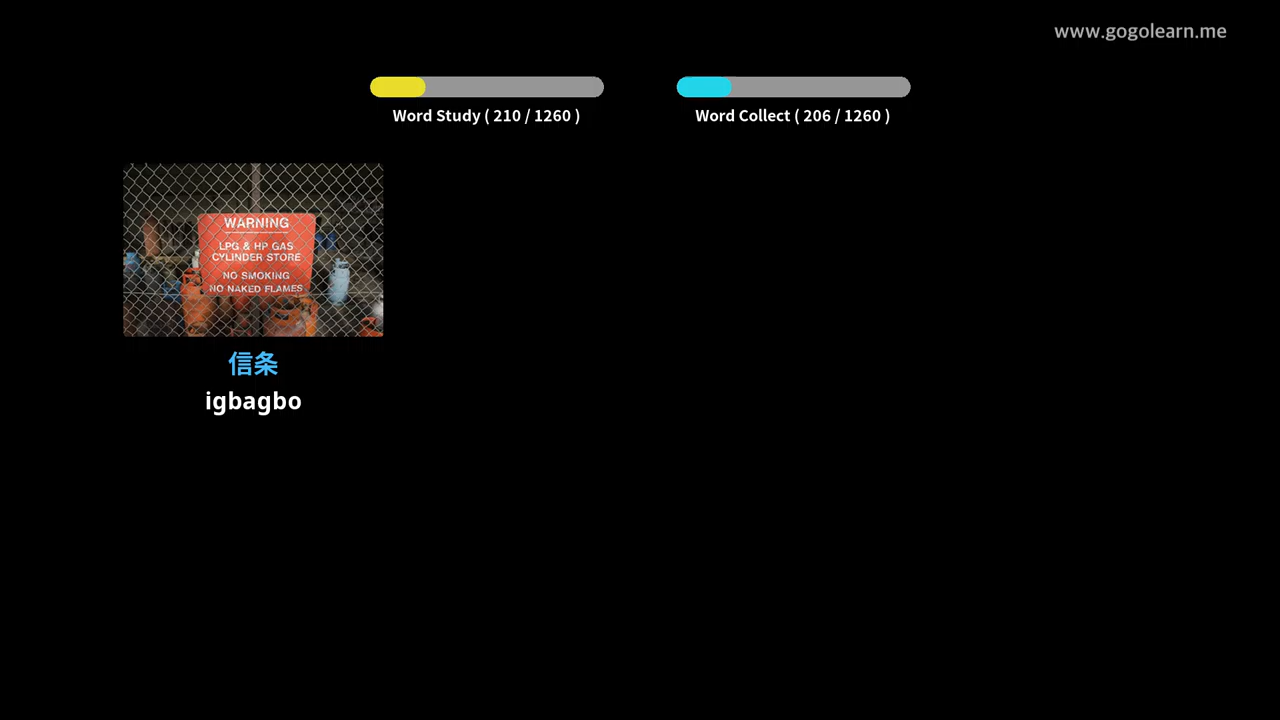 www.gogolearn.me
Word Study ( 210 / 1260 )
Word Collect ( 206 / 1260 )
WARNING
LPG & HP GAS
CYLINDER STORE
NO SMOKING
NO NAKED FLAMES
信条
igbagbo